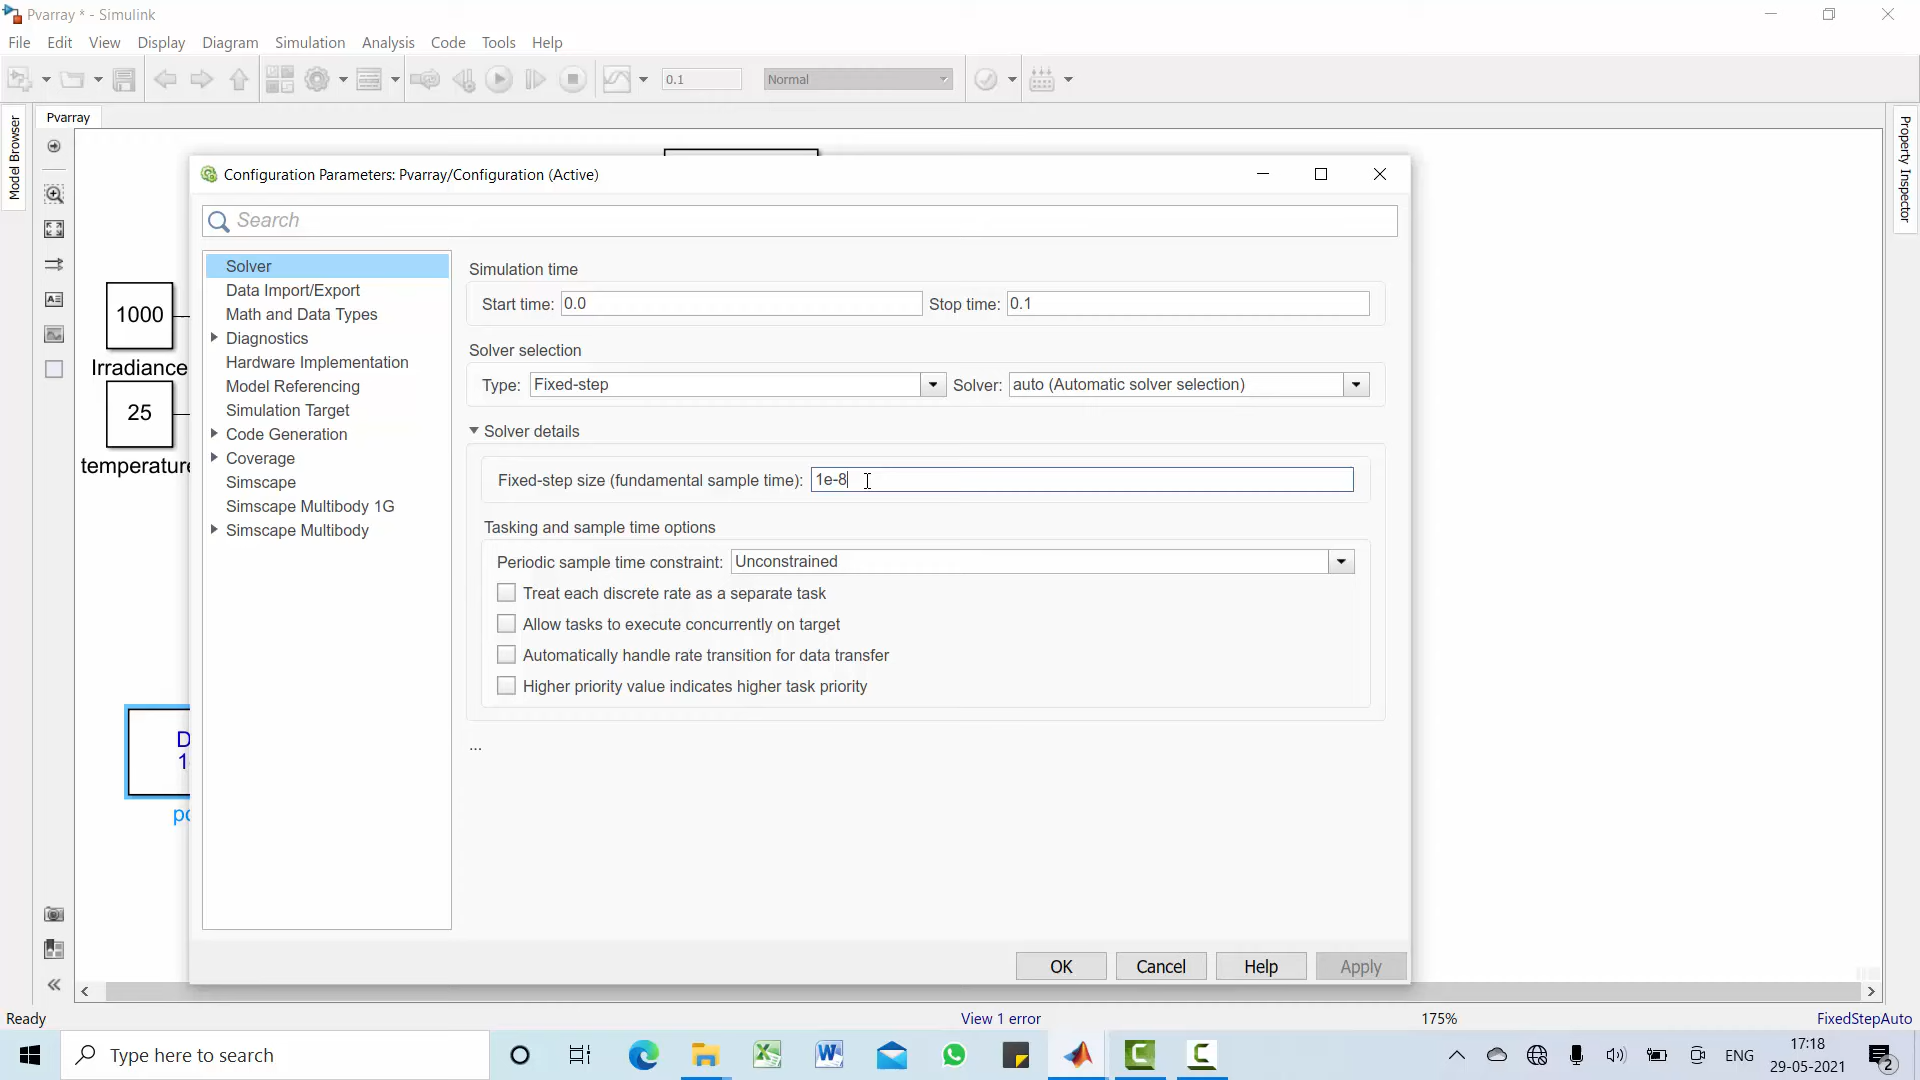 Pvarray * - Simulink
File Edit View Display Diagram Simulation Analysis Code Tools Help
0.1 Normal
Pvarray
Model Browser
Property Inspector
Configuration Parameters: Pvarray/Configuration (Active)
Search
Solver
Data Import/Export
Math and Data Types
Diagnostics
Hardware Implementation
Model Referencing
Simulation Target
Code Generation
Coverage
Simscape
Simscape Multibody 1G
Simscape Multibody
Simulation time
Start time: 0.0 Stop time: 0.1
Solver selection
Type: Fixed-step Solver: auto (Automatic solver selection)
Solver details
Fixed-step size (fundamental sample time): 1e-8
Tasking and sample time options
Periodic sample time constraint: Unconstrained
Treat each discrete rate as a separate task
Allow tasks to execute concurrently on target
Automatically handle rate transition for data transfer
Higher priority value indicates higher task priority
...
OK Cancel Help Apply
1000
Irradiance
25
temperature
D
1
po
Ready View 1 error 175% FixedStepAuto
Type here to search
ENG
17:18
29-05-2021
2